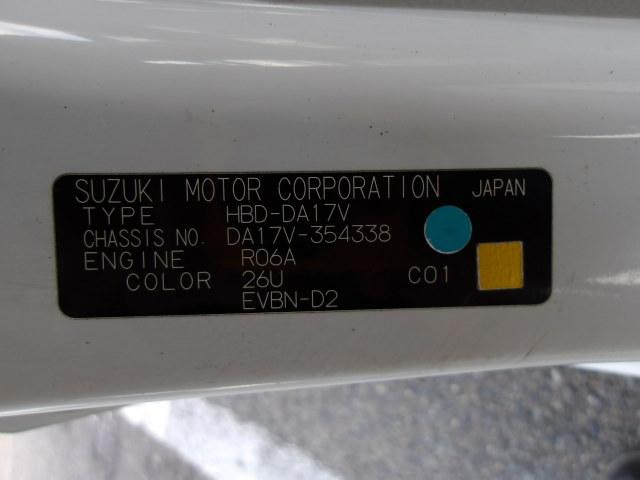 SUZUKI MOTOR CORPORATION JAPAN
TYPE HBD-DA17V
CHASSIS NO. DA17V-354338
ENGINE R06A
COLOR 26U C01
EVBN-D2